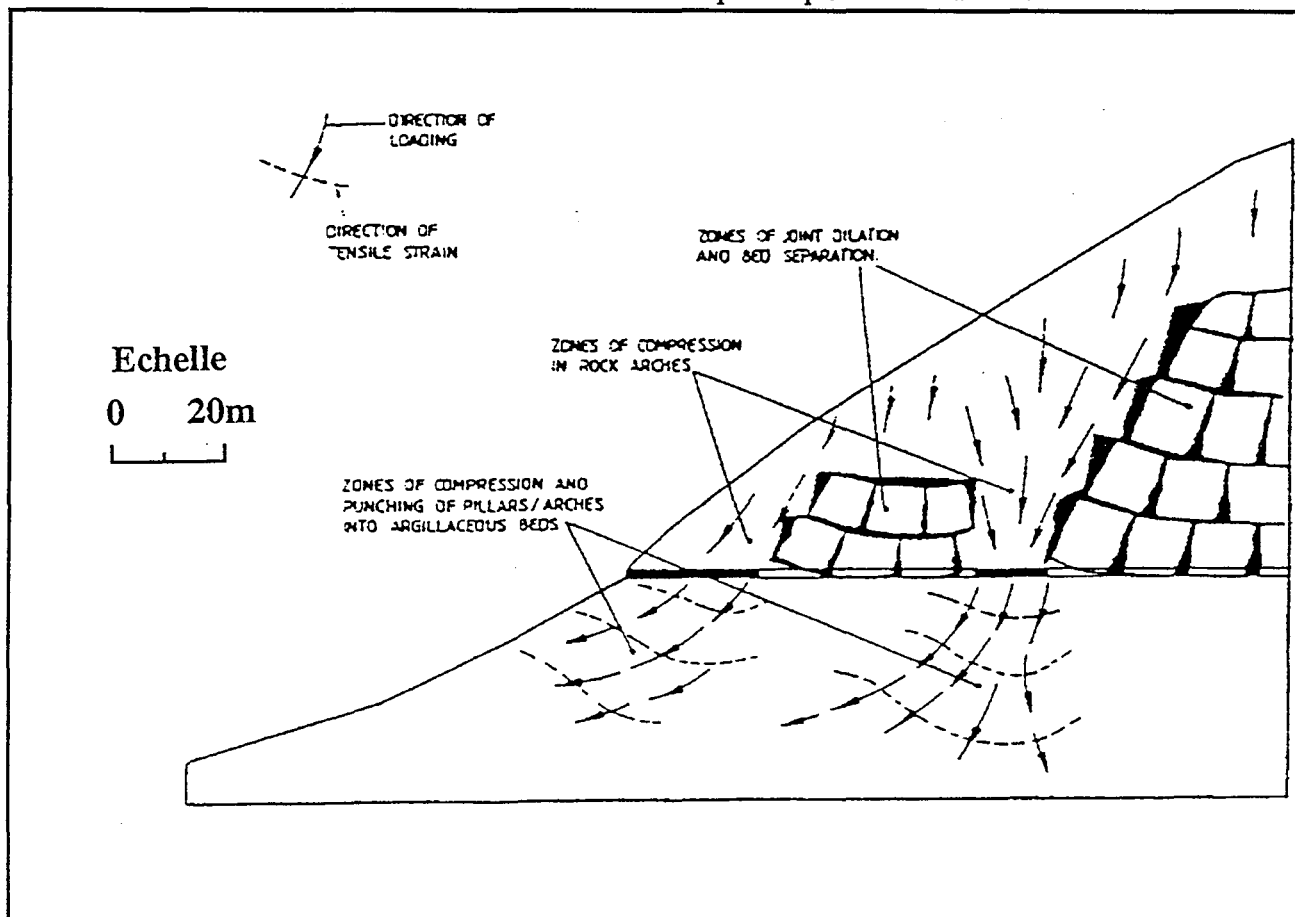 DIRECTION OF
LOADING
DIRECTION OF
TENSILE STRAIN
ZONES OF JOINT DILATION
AND BED SEPARATION.
Echelle
0 20m
ZONES OF COMPRESSION
IN ROCK ARCHES
ZONES OF COMPRESSION AND
PUNCHING OF PILLARS/ARCHES
INTO ARGILLACEOUS BEDS